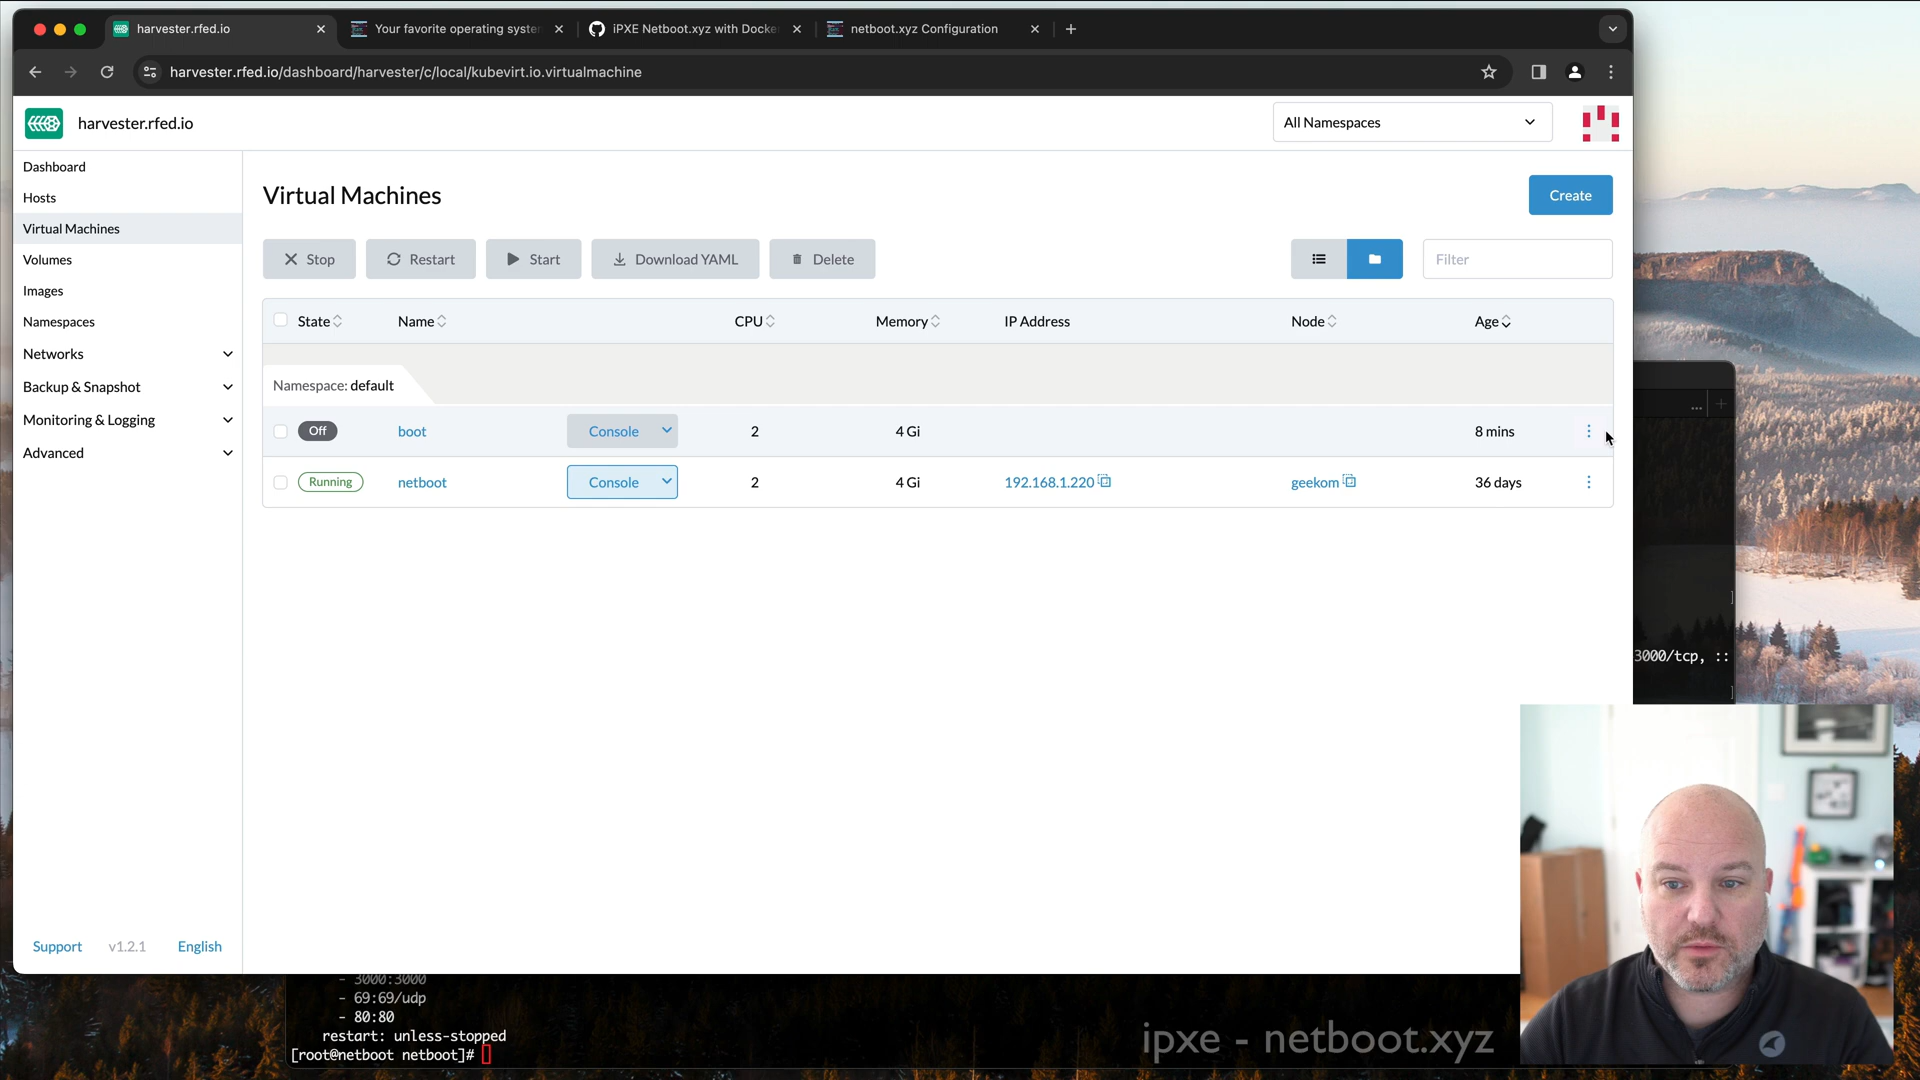 harvester.rfed.io
Your favorite operating system
iPXE Netboot.xyz with Docke
netboot.xyz Configuration
harvester.rfed.io/dashboard/harvester/c/local/kubevirt.io.virtualmachine
harvester.rfed.io
All Namespaces
Dashboard
Hosts
Virtual Machines
Volumes
Images
Namespaces
Networks
Backup & Snapshot
Monitoring & Logging
Advanced
Support v1.2.1 English
Virtual Machines
Create
Stop Restart Start Download YAML Delete
Filter
State Name CPU Memory IP Address Node Age
Namespace: default
Off boot Console 2 4 Gi 8 mins
Running netboot Console 2 4 Gi 192.168.1.220 geekom 36 days
3000/tcp, ::
- 3000:3000
- 69:69/udp
- 80:80
restart: unless-stopped
[root@netboot netboot]#
ipxe - netboot.xyz